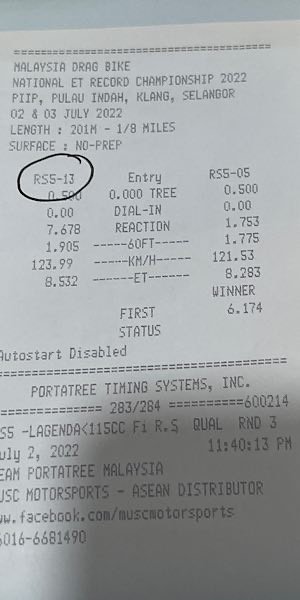 =====================================
MALAYSIA DRAG BIKE
NATIONAL ET RECORD CHAMPIONSHIP 2022
PIIP, PULAU INDAH, KLANG, SELANGOR
02 & 03 JULY 2022
LENGTH : 201M - 1/8 MILES
SURFACE : NO-PREP
RS5-13 Entry RS5-05
0.500 0.000 TREE 0.500
0.00 DIAL-IN 0.00
7.678 REACTION 1.753
1.905 -----60FT----- 1.775
123.99 -----KM/H----- 121.53
8.532 ------ET------ 8.283
WINNER
FIRST 6.174
STATUS
Autostart Disabled
=====================================
PORTATREE TIMING SYSTEMS, INC.
============= 283/284 ==========600214
S5 -LAGENDA<115CC Fi R.S QUAL RND 3
uly 2, 2022 11:40:13 PM
EAM PORTATREE MALAYSIA
USC MOTORSPORTS - ASEAN DISTRIBUTOR
w.facebook.com/muscmotorsports
6016-6681490